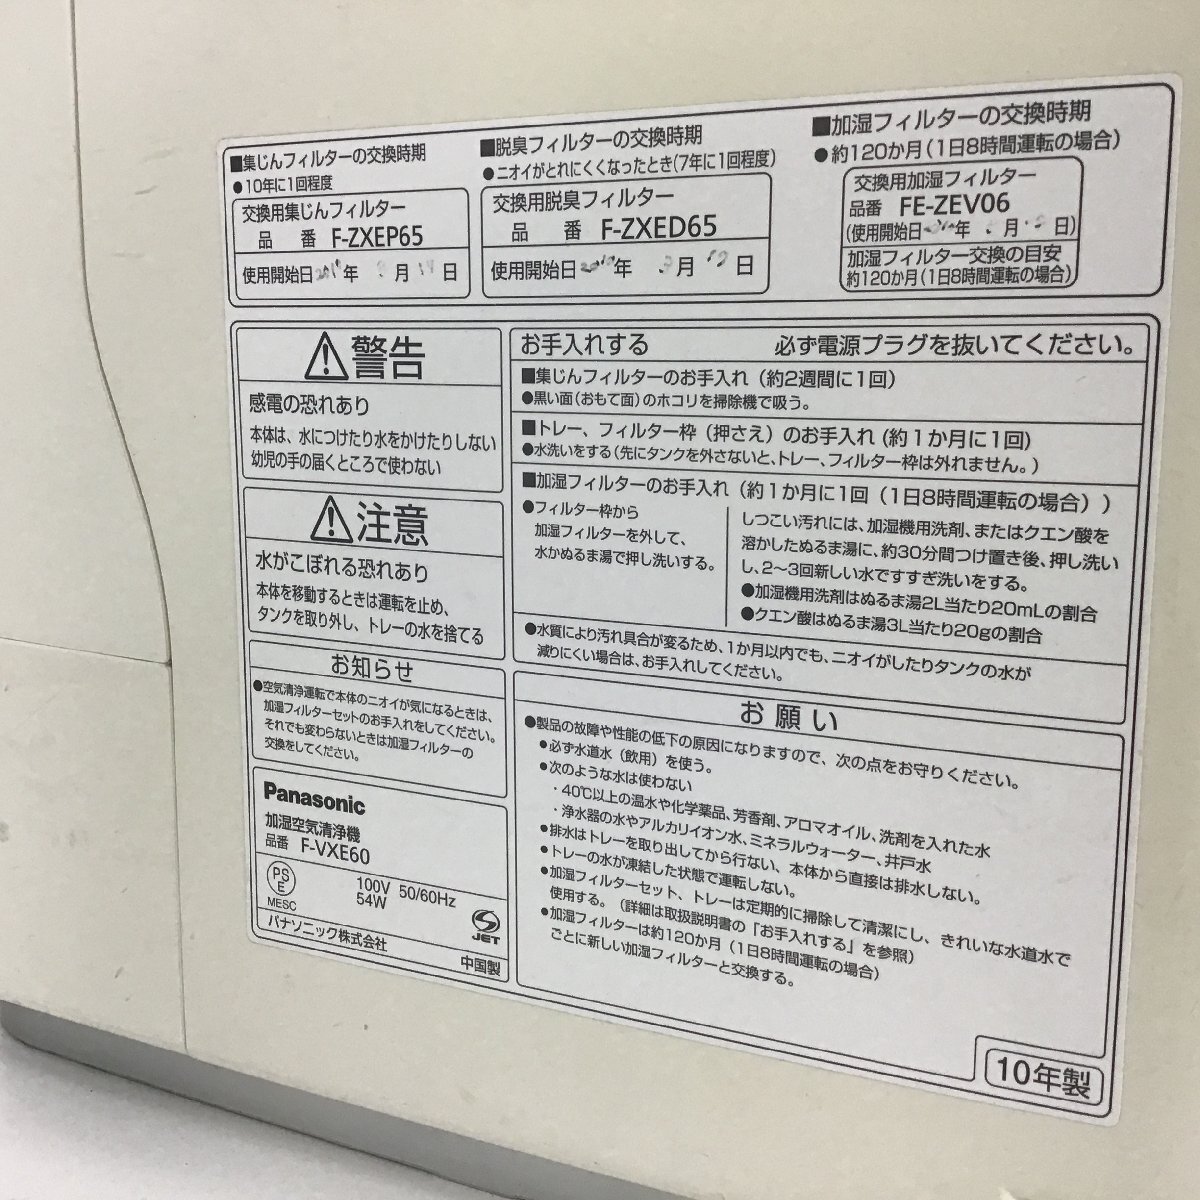 ■集じんフィルターの交換時期
●10年に1回程度
交換用集じんフィルター
品 番 F-ZXEP65
使用開始日 年 月 日
■脱臭フィルターの交換時期
●ニオイがとれにくくなったとき(7年に1回程度)
交換用脱臭フィルター
品 番 F-ZXED65
使用開始日 年 月 日
■加湿フィルターの交換時期
●約120か月(1日8時間運転の場合)
交換用加湿フィルター
品番 FE-ZEV06
(使用開始日 年 月 日)
加湿フィルター交換の目安
約120か月(1日8時間運転の場合)
警告
感電の恐れあり
本体は、水につけたり水をかけたりしない
幼児の手の届くところで使わない
注意
水がこぼれる恐れあり
本体を移動するときは運転を止め、
タンクを取り外し、トレーの水を捨てる
お知らせ
●空気清浄運転で本体のニオイが気になるときは、
加湿フィルターセットのお手入れをしてください。
それでも変わらないときは加湿フィルターの
交換をしてください。
Panasonic
加湿空気清浄機
品番 F-VXE60
PS
E
MESC
100V 50/60Hz
54W
JET
パナソニック株式会社
中国製
お手入れする 必ず電源プラグを抜いてください。
■集じんフィルターのお手入れ(約2週間に1回)
●黒い面(おもて面)のホコリを掃除機で吸う。
■トレー、フィルター枠(押さえ)のお手入れ(約1か月に1回)
●水洗いをする(先にタンクを外さないと、トレー、フィルター枠は外れません。)
■加湿フィルターのお手入れ(約1か月に1回(1日8時間運転の場合))
●フィルター枠から
加湿フィルターを外して、
水かぬるま湯で押し洗いする。
しつこい汚れには、加湿機用洗剤、またはクエン酸を
溶かしたぬるま湯に、約30分間つけ置き後、押し洗い
し、2〜3回新しい水ですすぎ洗いをする。
●加湿機用洗剤はぬるま湯2L当たり20mLの割合
●クエン酸はぬるま湯3L当たり20gの割合
●水質により汚れ具合が変るため、1か月以内でも、ニオイがしたりタンクの水が
減りにくい場合は、お手入れしてください。
お願い
●製品の故障や性能の低下の原因になりますので、次の点をお守りください。
●必ず水道水(飲用)を使う。
●次のような水は使わない
・40℃以上の温水や化学薬品、芳香剤、アロマオイル、洗剤を入れた水
・浄水器の水やアルカリイオン水、ミネラルウォーター、井戸水
●排水はトレーを取り出してから行ない、本体から直接は排水しない。
●トレーの水が凍結した状態で運転しない。
●加湿フィルターセット、トレーは定期的に掃除して清潔にし、きれいな水道水で
使用する。(詳細は取扱説明書の「お手入れする」を参照)
●加湿フィルターは約120か月(1日8時間運転の場合)
ごとに新しい加湿フィルターと交換する。
10年製